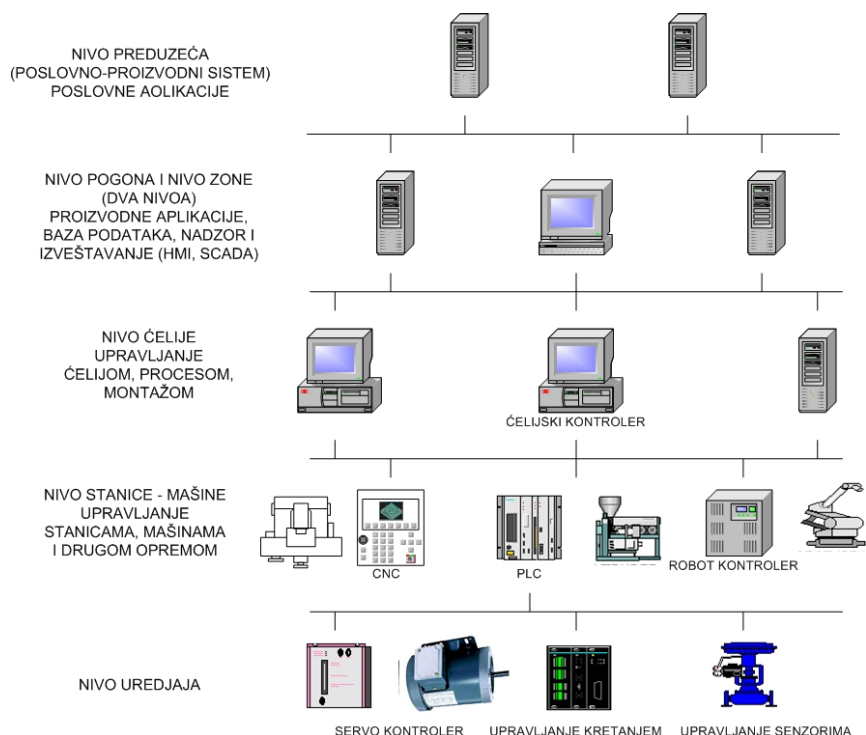 NIVO PREDUZEĆA
(POSLOVNO-PROIZVODNI SISTEM)
POSLOVNE AOLIKACIJE
NIVO POGONA I NIVO ZONE
(DVA NIVOA)
PROIZVODNE APLIKACIJE,
BAZA PODATAKA, NADZOR I
IZVEŠTAVANJE (HMI, SCADA)
NIVO ĆELIJE
UPRAVLJANJE
ĆELIJOM, PROCESOM,
MONTAŽOM
ĆELIJSKI KONTROLER
NIVO STANICE - MAŠINE
UPRAVLJANJE
STANICAMA, MAŠINAMA
I DRUGOM OPREMOM
CNC
PLC
ROBOT KONTROLER
NIVO UREDJAJA
SERVO KONTROLER
UPRAVLJANJE KRETANJEM
UPRAVLJANJE SENZORIMA